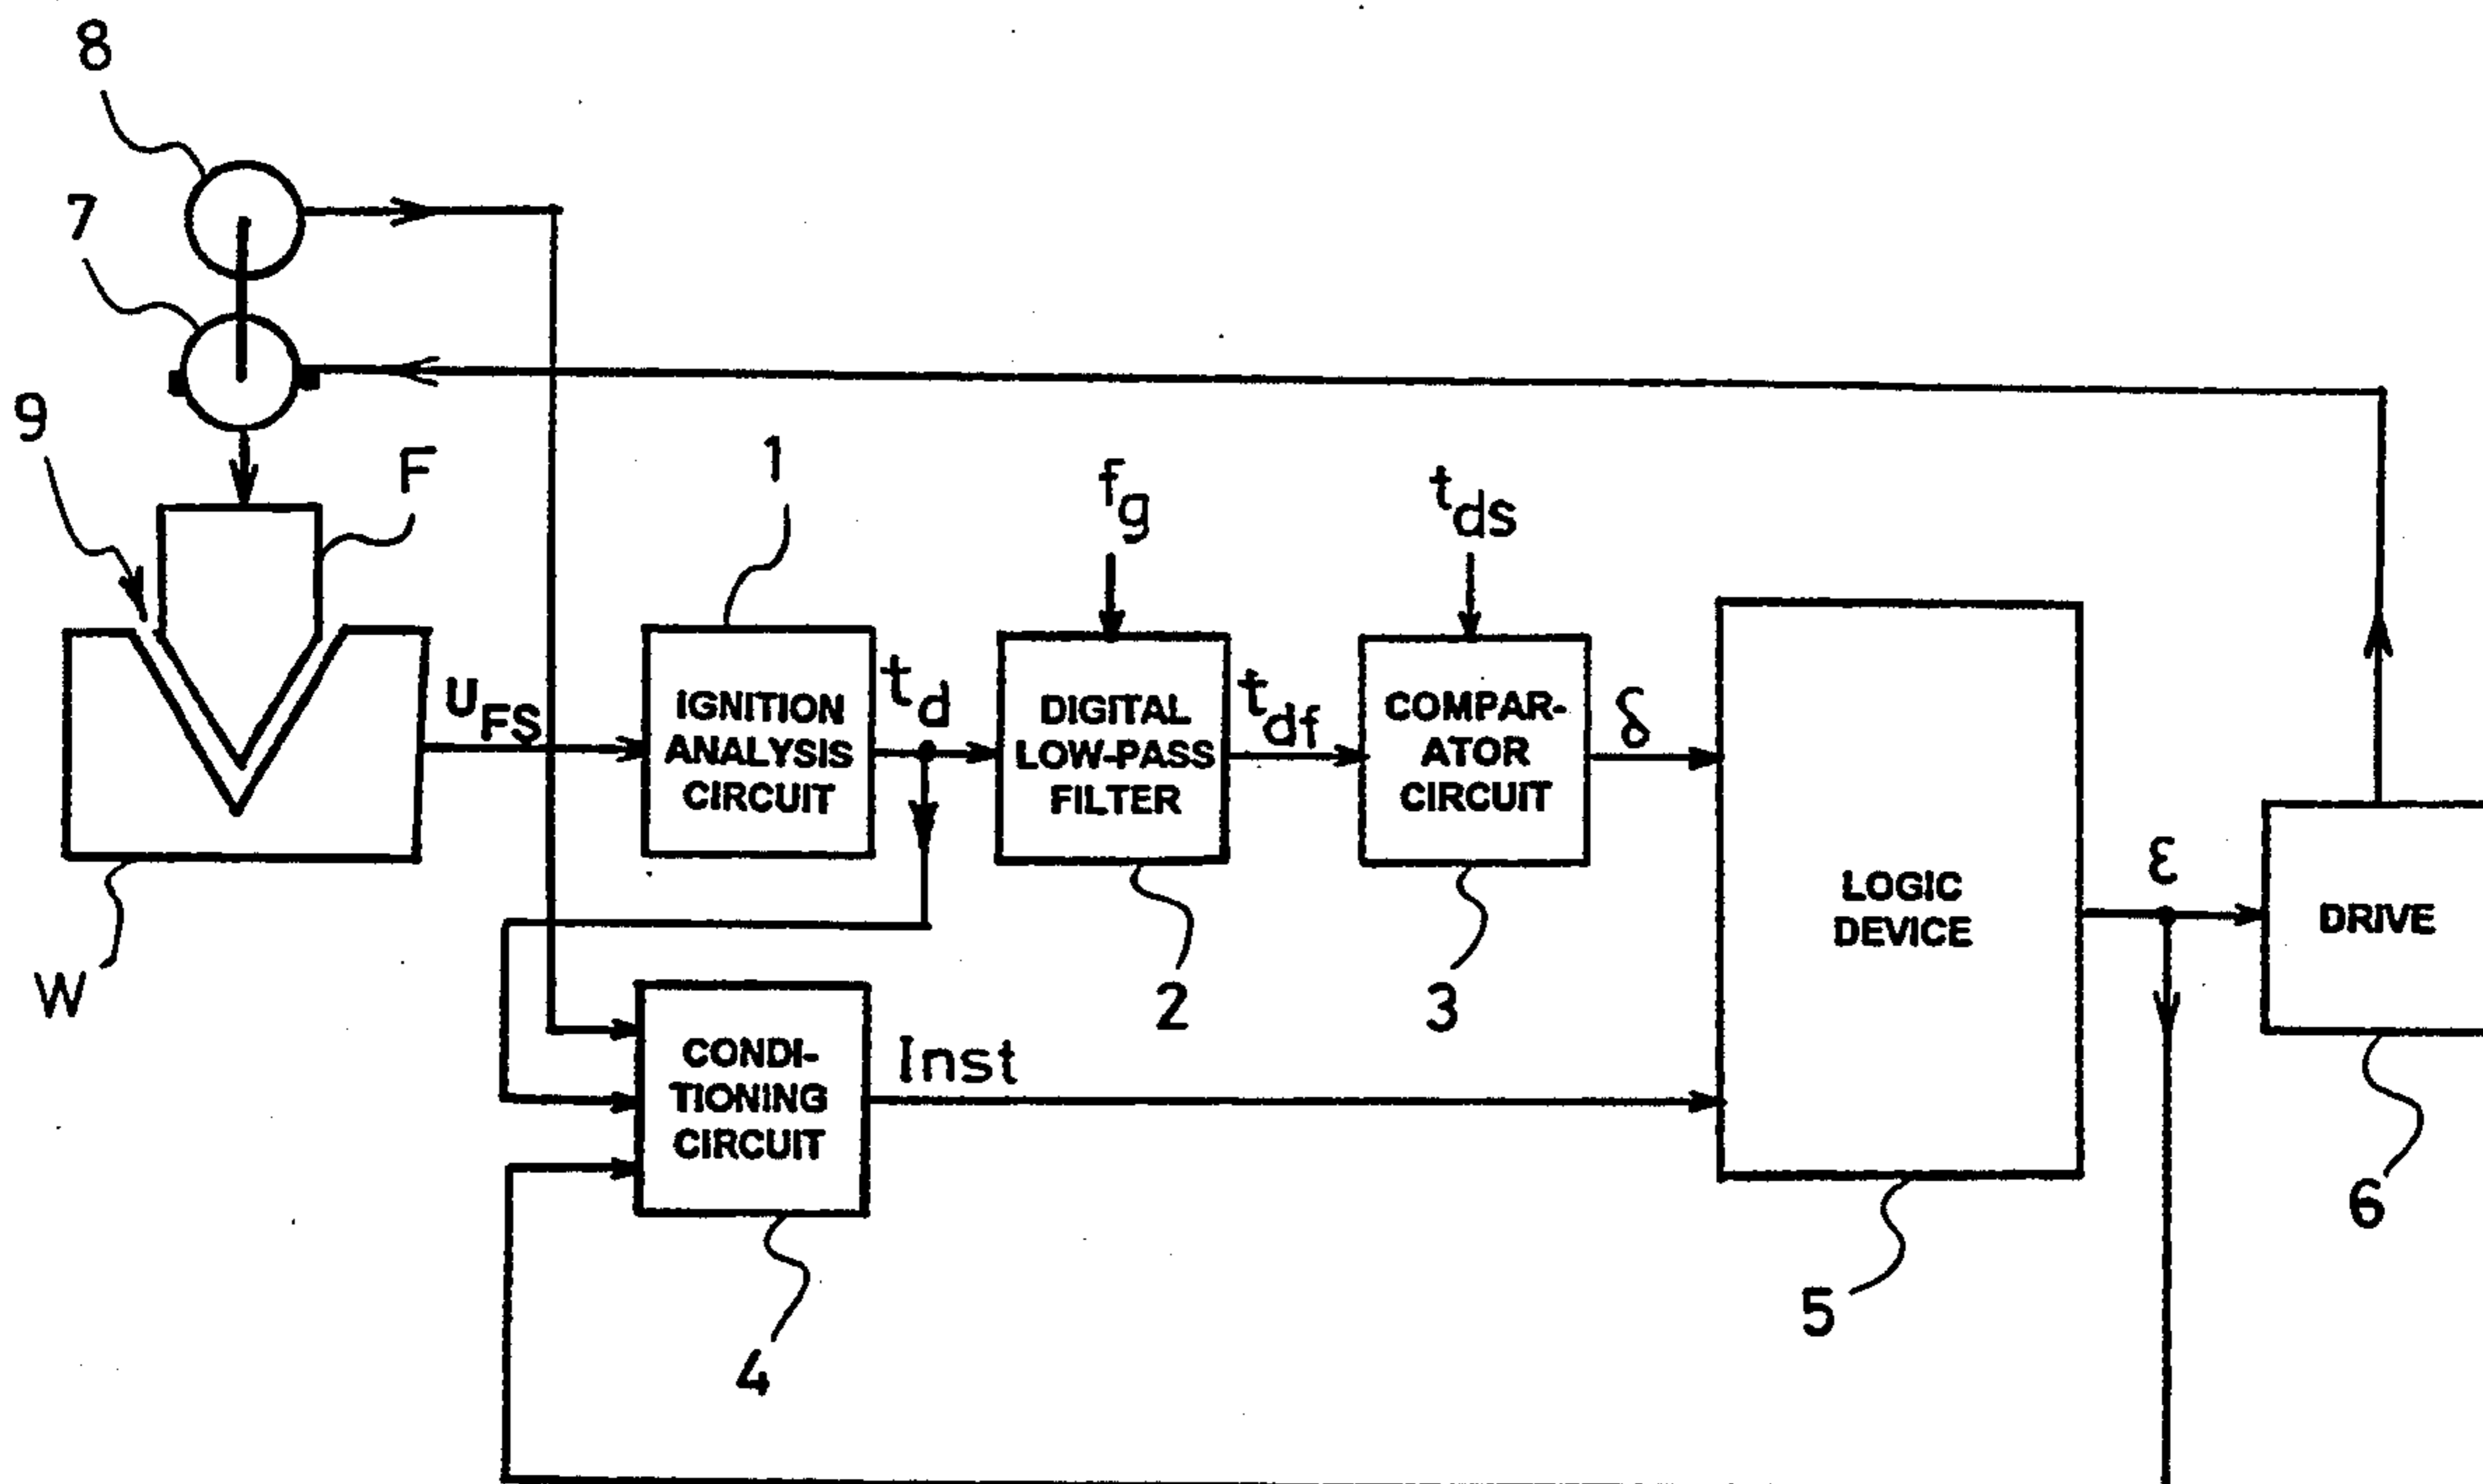 8
7
9
F
1
f_g
t_ds
U_FS
IGNITION
ANALYSIS
CIRCUIT
t_d
DIGITAL
LOW-PASS
FILTER
t_df
COMPAR-
ATOR
CIRCUIT
δ
LOGIC
DEVICE
ε
DRIVE
W
2
3
CONDI-
TIONING
CIRCUIT
Inst
6
5
4